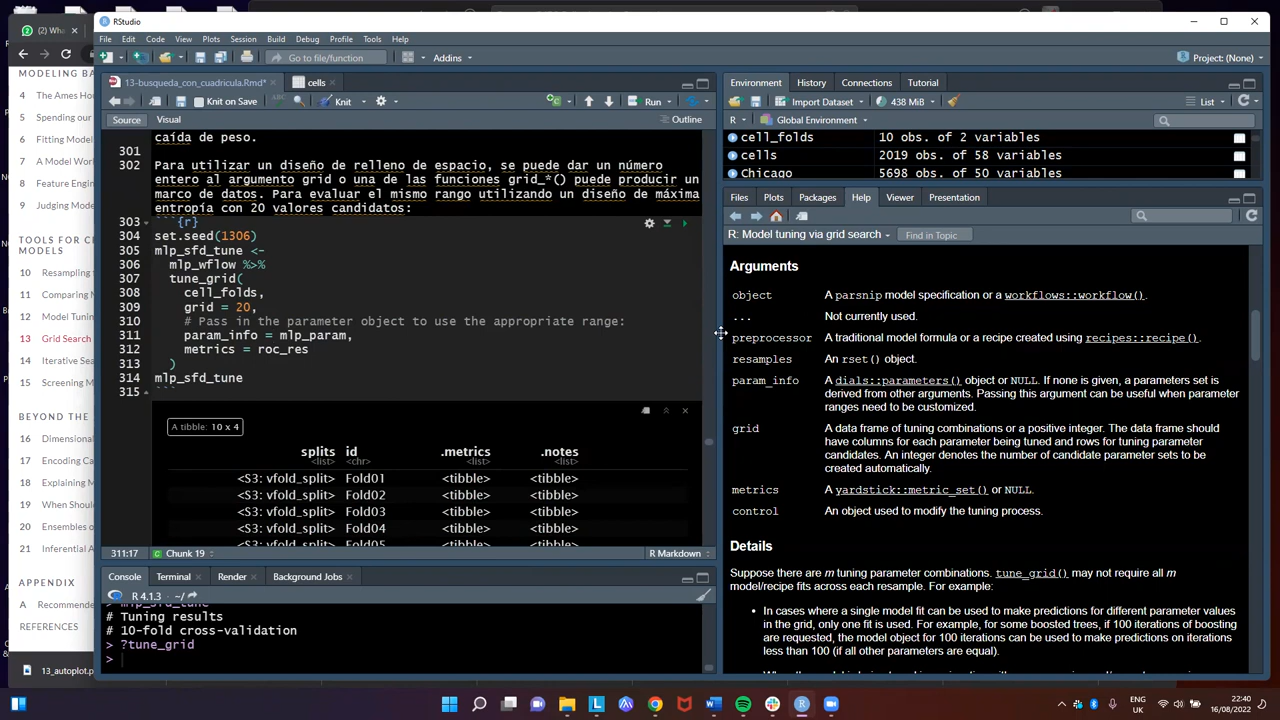 (2) Wha
RStudio
File Edit Code View Plots Session Build Debug Profile Tools Help
Go to file/function
Addins
Project: (None)
MODELING BA
4 The Ames Hou
5 Spending our
6 Fitting Model
7 A Model Work
8 Feature Engin
9 Judging Mode
TOOLS FOR C
10 Resampling f
11 Comparing M
12 Model Tuning
13 Grid Search
14 Iterative Sear
15 Screening M
BEYOND THE
16 Dimensional
17 Encoding Ca
18 Explaining M
19 When Should
20 Ensembles o
21 Inferential A
APPENDIX
A Recommende
REFERENCES
13_autoplot.p
13-busqueda_con_cuadricula.Rmd*
cells
Knit on Save
Knit
Run
Source Visual
Outline
caída de peso.
301
302 Para utilizar un diseño de relleno de espacio, se puede dar un número
entero al argumento grid o una de las funciones grid_*() puede producir un
marco de datos. Para evaluar el mismo rango utilizando un diseño de máxima
entropía con 20 valores candidatos:
303 ```{r}
304 set.seed(1306)
305 mlp_sfd_tune <-
306 mlp_wflow %>%
307 tune_grid(
308 cell_folds,
309 grid = 20,
310 # Pass in the parameter object to use the appropriate range:
311 param_info = mlp_param,
312 metrics = roc_res
313 )
314 mlp_sfd_tune
315 ```
A tibble: 10 x 4
splits id .metrics .notes
<list> <chr> <list> <list>
<S3: vfold_split> Fold01 <tibble> <tibble>
<S3: vfold_split> Fold02 <tibble> <tibble>
<S3: vfold_split> Fold03 <tibble> <tibble>
<S3: vfold_split> Fold04 <tibble> <tibble>
<S3: vfold_split> Fold05 <tibble> <tibble>
311:17 Chunk 19 R Markdown
Console Terminal Render Background Jobs
R 4.1.3 · ~/
> mlp_sfd_tune
# Tuning results
# 10-fold cross-validation
> ?tune_grid
>
Environment History Connections Tutorial
Import Dataset 438 MiB List
R Global Environment
cell_folds 10 obs. of 2 variables
cells 2019 obs. of 58 variables
Chicago 5698 obs. of 50 variables
Files Plots Packages Help Viewer Presentation
R: Model tuning via grid search Find in Topic
Arguments
object A parsnip model specification or a workflows::workflow().
... Not currently used.
preprocessor A traditional model formula or a recipe created using recipes::recipe().
resamples An rset() object.
param_info A dials::parameters() object or NULL. If none is given, a parameters set is
derived from other arguments. Passing this argument can be useful when parameter
ranges need to be customized.
grid A data frame of tuning combinations or a positive integer. The data frame should
have columns for each parameter being tuned and rows for tuning parameter
candidates. An integer denotes the number of candidate parameter sets to be
created automatically.
metrics A yardstick::metric_set() or NULL.
control An object used to modify the tuning process.
Details
Suppose there are m tuning parameter combinations. tune_grid() may not require all m
model/recipe fits across each resample. For example:
• In cases where a single model fit can be used to make predictions for different parameter values
in the grid, only one fit is used. For example, for some boosted trees, if 100 iterations of boosting
are requested, the model object for 100 iterations can be used to make predictions on iterations
less than 100 (if all other parameters are equal).
ENG
UK
22:40
16/08/2022